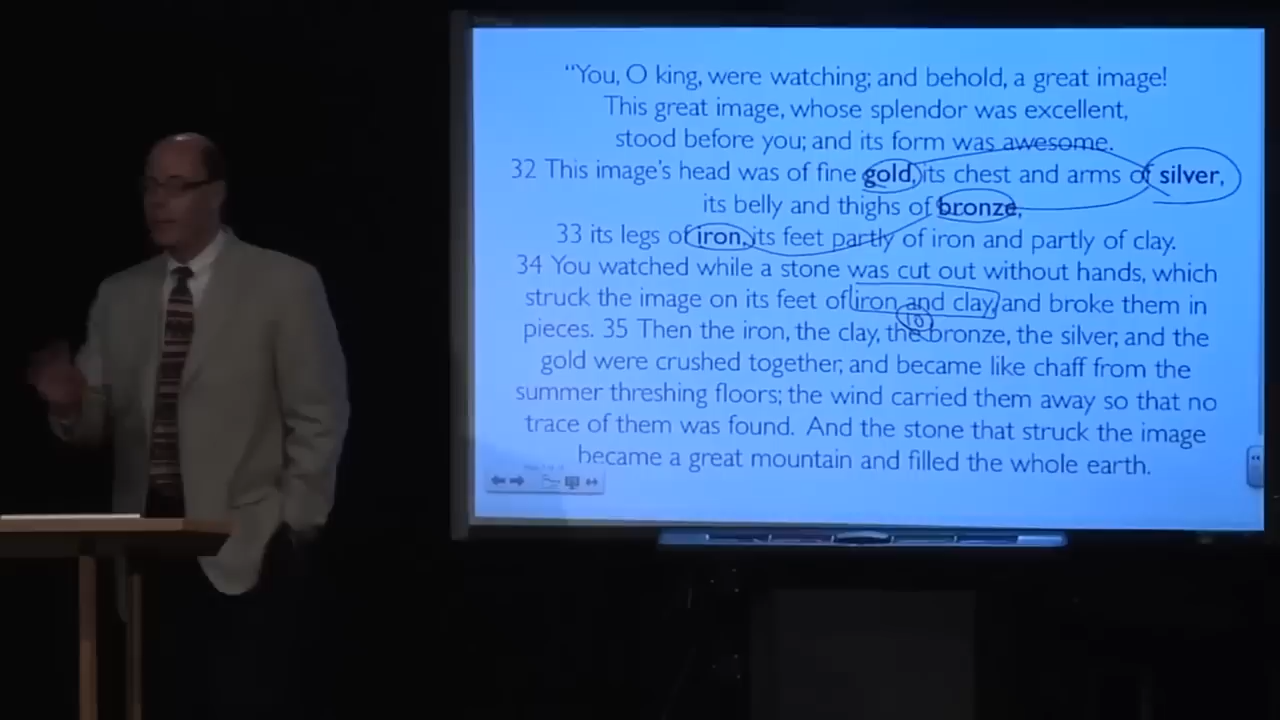 “You, O king, were watching; and behold, a great image!
This great image, whose splendor was excellent,
stood before you; and its form was awesome.
32 This image's head was of fine gold, its chest and arms of silver,
its belly and thighs of bronze,
33 its legs of iron, its feet partly of iron and partly of clay.
34 You watched while a stone was cut out without hands, which
struck the image on its feet of iron and clay, and broke them in
10
pieces. 35 Then the iron, the clay, the bronze, the silver, and the
gold were crushed together, and became like chaff from the
summer threshing floors; the wind carried them away so that no
trace of them was found. And the stone that struck the image
became a great mountain and filled the whole earth.